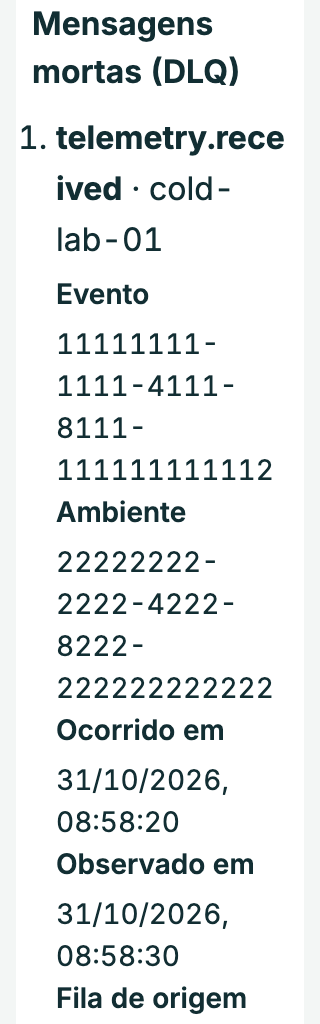 Mensagens
mortas (DLQ)
1. telemetry.rece
ived · cold-
lab-01
Evento
11111111-
1111-4111-
8111-
111111111112
Ambiente
22222222-
2222-4222-
8222-
222222222222
Ocorrido em
31/10/2026,
08:58:20
Observado em
31/10/2026,
08:58:30
Fila de origem